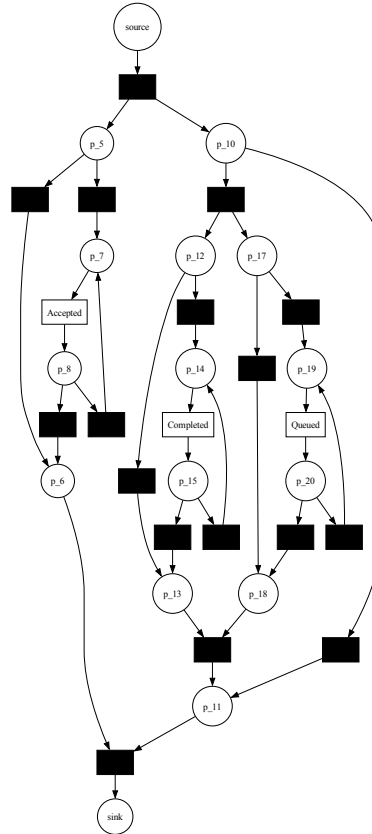 source
p_5
p_10
p_7
p_12
p_17
Accepted
p_8
p_14
p_19
Completed
Queued
p_6
p_15
p_20
p_13
p_18
p_11
sink